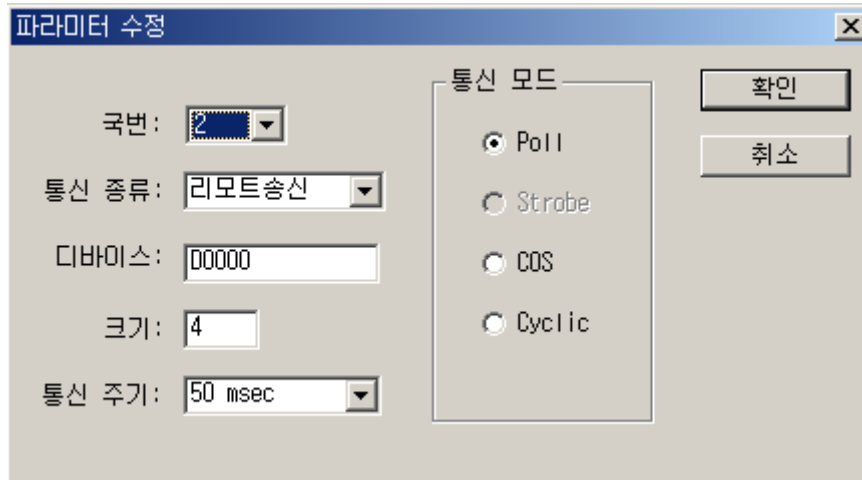 파라미터 수정
국번: 2
통신 종류: 리모트송신
디바이스: D0000
크기: 4
통신 주기: 50 msec
통신 모드
Poll
Strobe
COS
Cyclic
확인
취소